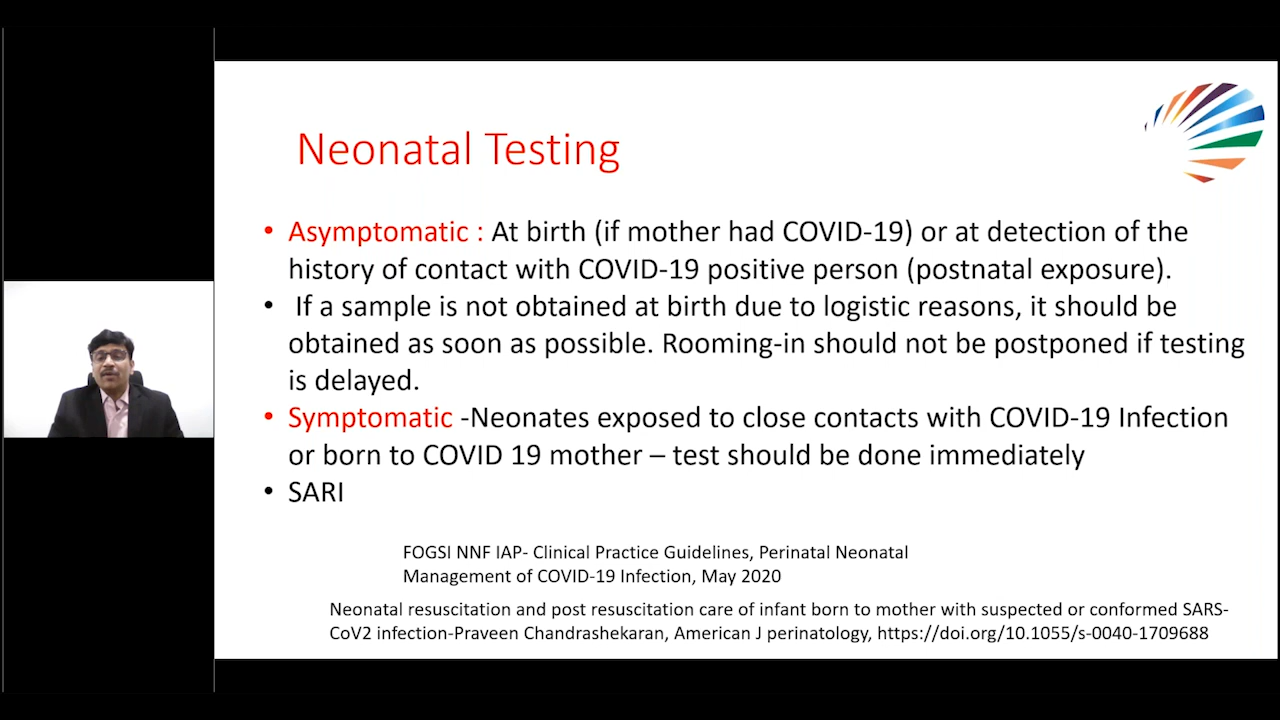 Neonatal Testing
• Asymptomatic : At birth (if mother had COVID-19) or at detection of the
history of contact with COVID-19 positive person (postnatal exposure).
• If a sample is not obtained at birth due to logistic reasons, it should be
obtained as soon as possible. Rooming-in should not be postponed if testing
is delayed.
• Symptomatic -Neonates exposed to close contacts with COVID-19 Infection
or born to COVID 19 mother – test should be done immediately
• SARI
FOGSI NNF IAP- Clinical Practice Guidelines, Perinatal Neonatal
Management of COVID-19 Infection, May 2020
Neonatal resuscitation and post resuscitation care of infant born to mother with suspected or conformed SARS-
CoV2 infection-Praveen Chandrashekaran, American J perinatology, https://doi.org/10.1055/s-0040-1709688